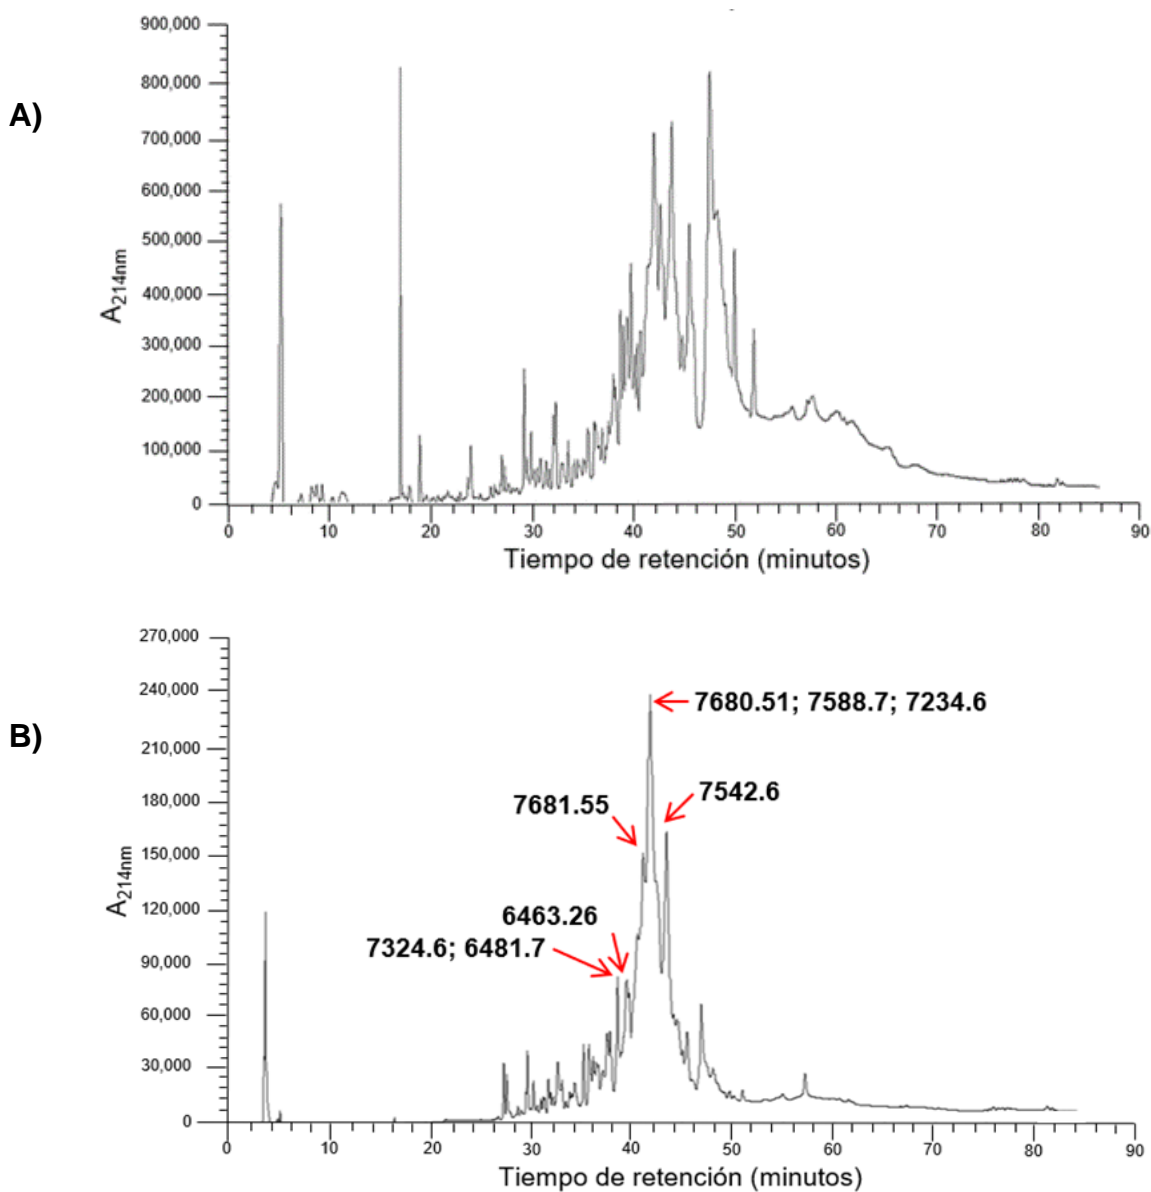 A)
900,000
800,000
700,000
600,000
500,000
400,000
300,000
200,000
100,000
0
A214nm
0 10 20 30 40 50 60 70 80 90
Tiempo de retención (minutos)
B)
270,000
240,000
210,000
180,000
150,000
120,000
90,000
60,000
30,000
0
A214nm
7680.51; 7588.7; 7234.6
7542.6
7681.55
6463.26
7324.6; 6481.7
0 10 20 30 40 50 60 70 80 90
Tiempo de retención (minutos)